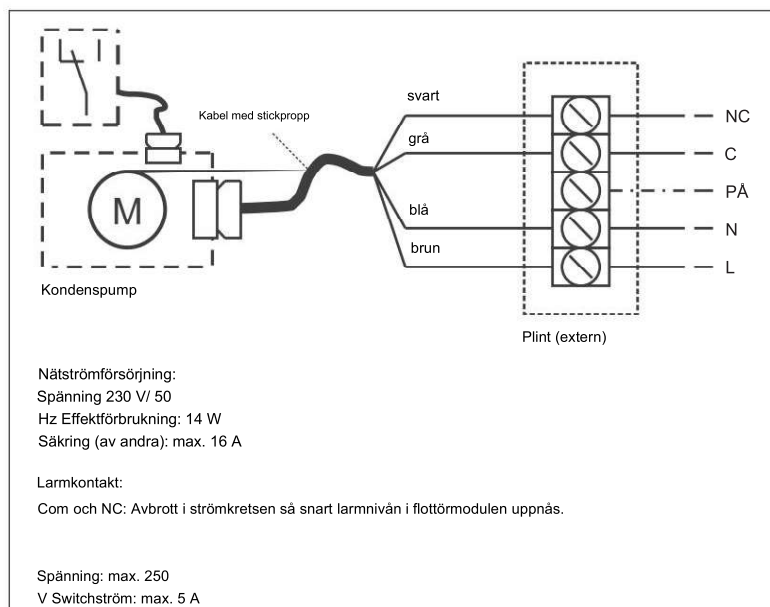 svart
NC
Kabel med stickpropp
grå
C
M
PÅ
blå
N
brun
L
Kondenspump
Plint (extern)
Nätströmförsörjning:
Spänning 230 V/ 50
Hz Effektförbrukning: 14 W
Säkring (av andra): max. 16 A
Larmkontakt:
Com och NC: Avbrott i strömkretsen så snart larmnivån i flottörmodulen uppnås.
Spänning: max. 250
V Switchström: max. 5 A